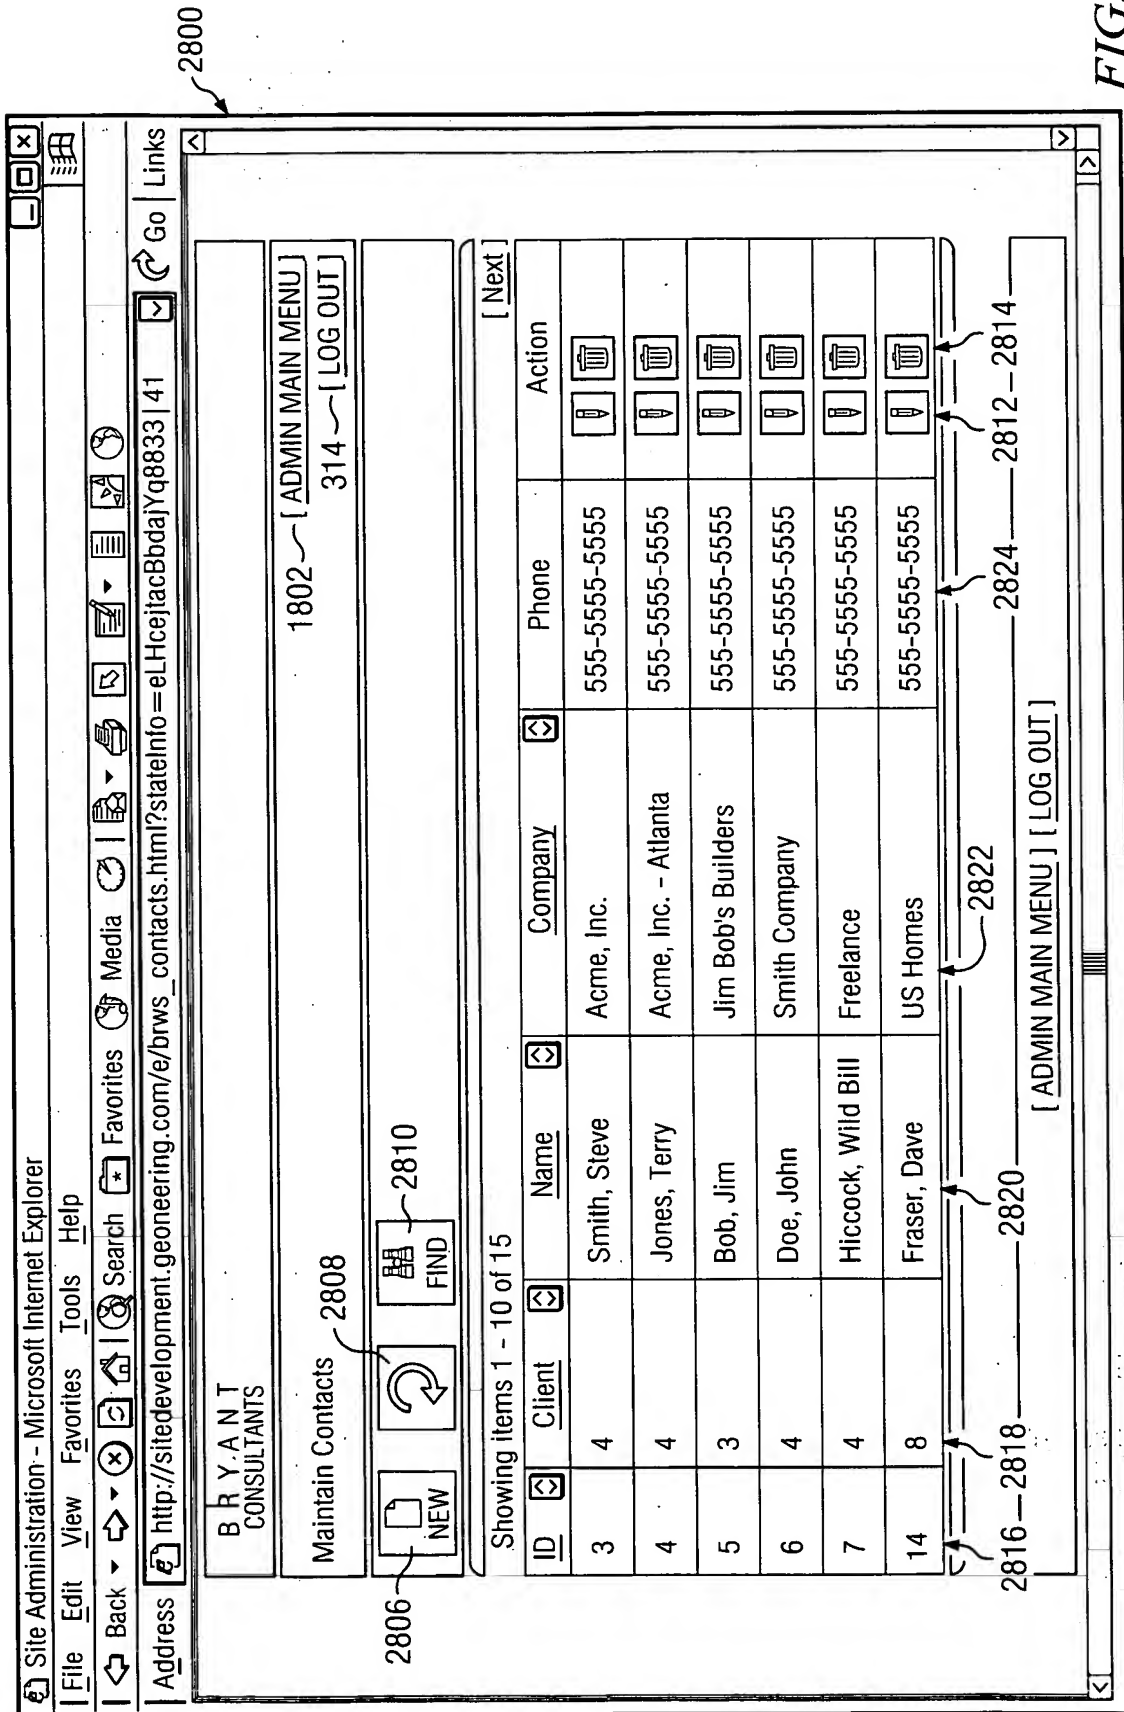 Site Administration - Microsoft Internet Explorer
File Edit View Favorites Tools Help
Back Search Favorites Media
Address http://sitedevelopment.geoneering.com/e/brws_contacts.html?stateInfo=eLHcejtacBbdajYq8833|41 Go Links
2800
BRYANT
CONSULTANTS
1802 [ ADMIN MAIN MENU ]
Maintain Contacts 314 [ LOG OUT ]
2808
2806 NEW FIND 2810
Showing items 1 - 10 of 15 [ Next ]
ID Client Name Company Phone Action
3 4 Smith, Steve Acme, Inc. 555-5555-5555
4 4 Jones, Terry Acme, Inc. - Atlanta 555-5555-5555
5 3 Bob, Jim Jim Bob's Builders 555-5555-5555
6 4 Doe, John Smith Company 555-5555-5555
7 4 Hiccock, Wild Bill Freelance 555-5555-5555
14 8 Fraser, Dave US Homes 555-5555-5555
2822
2816 2818 2820 2824 2812 2814
[ ADMIN MAIN MENU ] [ LOG OUT ]
FIG.